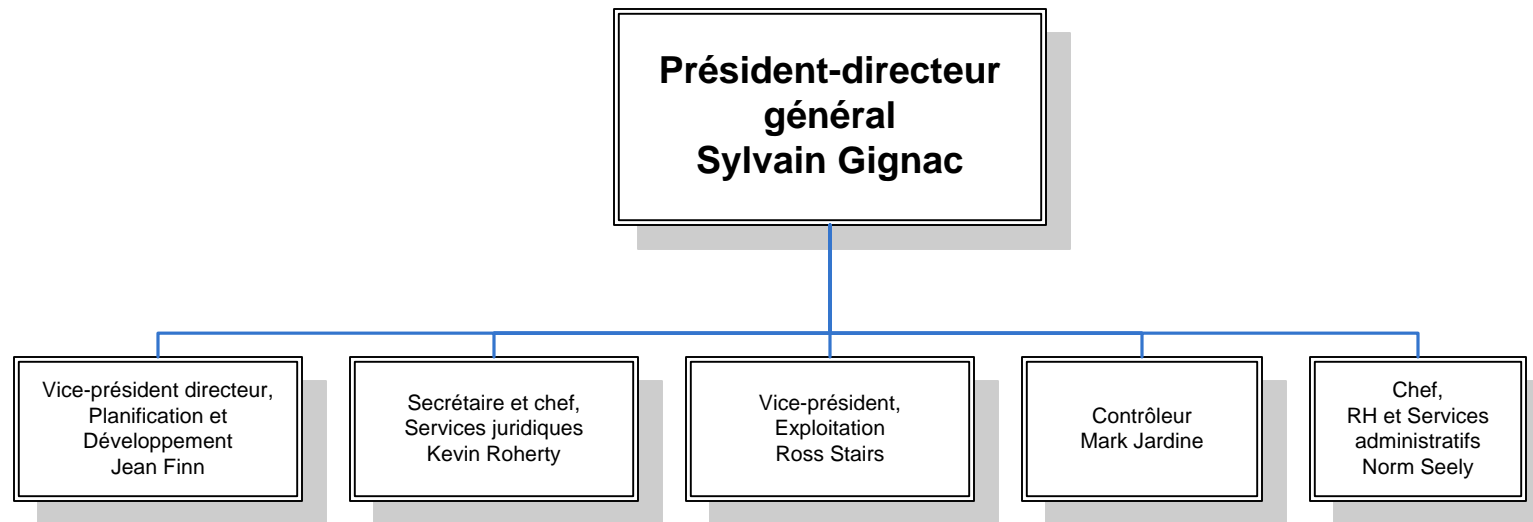 Président-directeur
général
Sylvain Gignac
Vice-président directeur,
Planification et
Développement
Jean Finn
Secrétaire et chef,
Services juridiques
Kevin Roherty
Vice-président,
Exploitation
Ross Stairs
Contrôleur
Mark Jardine
Chef,
RH et Services
administratifs
Norm Seely